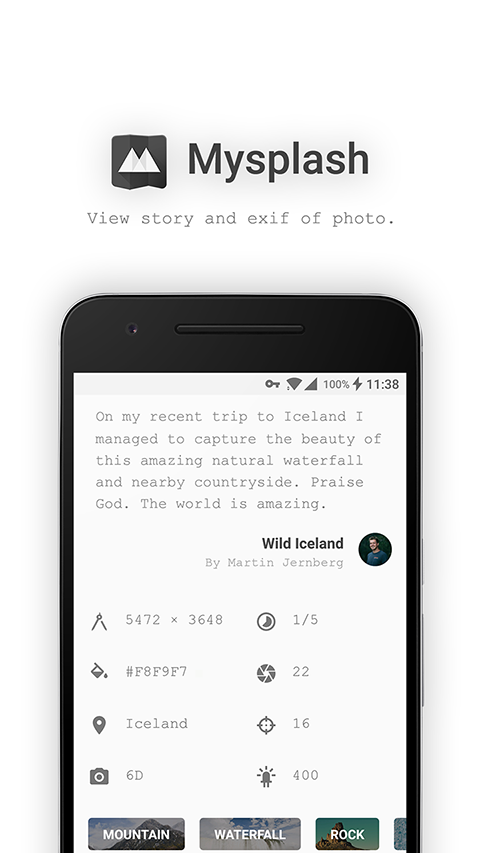 Mysplash
View story and exif of photo.
100% 11:38
On my recent trip to Iceland I
managed to capture the beauty of
this amazing natural waterfall
and nearby countryside. Praise
God. The world is amazing.
Wild Iceland
By Martin Jernberg
5472 × 3648 1/5
#F8F9F7 22
Iceland 16
6D 400
MOUNTAIN WATERFALL ROCK